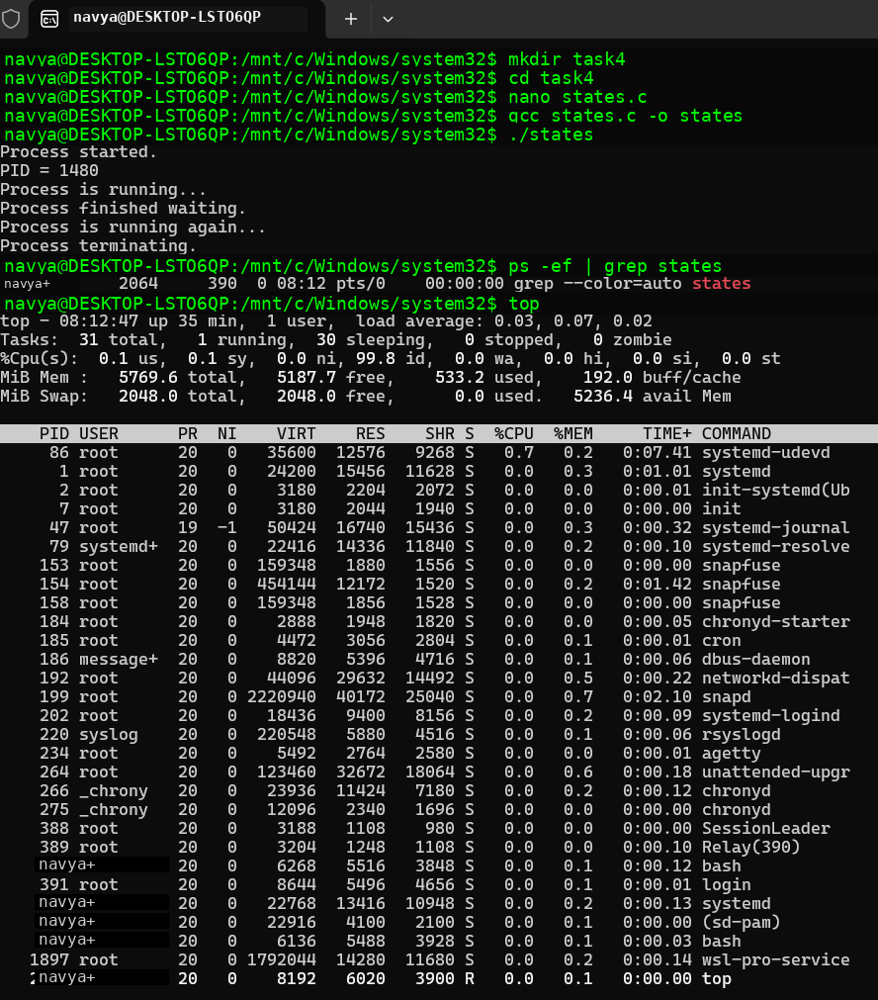 navya@DESKTOP-LSTO6QP
navya@DESKTOP-LSTO6QP:/mnt/c/Windows/system32$ mkdir task4
navya@DESKTOP-LSTO6QP:/mnt/c/Windows/system32$ cd task4
navya@DESKTOP-LSTO6QP:/mnt/c/Windows/system32$ nano states.c
navya@DESKTOP-LSTO6QP:/mnt/c/Windows/system32$ gcc states.c -o states
navya@DESKTOP-LSTO6QP:/mnt/c/Windows/system32$ ./states
Process started.
PID = 1480
Process is running...
Process finished waiting.
Process is running again...
Process terminating.
navya@DESKTOP-LSTO6QP:/mnt/c/Windows/system32$ ps -ef | grep states
navya+ 2064 390 0 08:12 pts/0 00:00:00 grep --color=auto states
navya@DESKTOP-LSTO6QP:/mnt/c/Windows/system32$ top
top - 08:12:47 up 35 min, 1 user, load average: 0.03, 0.07, 0.02
Tasks: 31 total, 1 running, 30 sleeping, 0 stopped, 0 zombie
%Cpu(s): 0.1 us, 0.1 sy, 0.0 ni, 99.8 id, 0.0 wa, 0.0 hi, 0.0 si, 0.0 st
MiB Mem : 5769.6 total, 5187.7 free, 533.2 used, 192.0 buff/cache
MiB Swap: 2048.0 total, 2048.0 free, 0.0 used. 5236.4 avail Mem
PID USER PR NI VIRT RES SHR S %CPU %MEM TIME+ COMMAND
86 root 20 0 35600 12576 9268 S 0.7 0.2 0:07.41 systemd-udevd
1 root 20 0 24200 15456 11628 S 0.0 0.3 0:01.01 systemd
2 root 20 0 3180 2204 2072 S 0.0 0.0 0:00.01 init-systemd(Ub
7 root 20 0 3180 2044 1940 S 0.0 0.0 0:00.00 init
47 root 19 -1 50424 16740 15436 S 0.0 0.3 0:00.32 systemd-journal
79 systemd+ 20 0 22416 14336 11840 S 0.0 0.2 0:00.10 systemd-resolve
153 root 20 0 159348 1880 1556 S 0.0 0.0 0:00.00 snapfuse
154 root 20 0 454144 12172 1520 S 0.0 0.2 0:01.42 snapfuse
158 root 20 0 159348 1856 1528 S 0.0 0.0 0:00.00 snapfuse
184 root 20 0 2888 1948 1820 S 0.0 0.0 0:00.05 chronyd-starter
185 root 20 0 4472 3056 2804 S 0.0 0.1 0:00.01 cron
186 message+ 20 0 8820 5396 4716 S 0.0 0.1 0:00.06 dbus-daemon
192 root 20 0 44096 29632 14492 S 0.0 0.5 0:00.22 networkd-dispat
199 root 20 0 2220940 40172 25040 S 0.0 0.7 0:02.10 snapd
202 root 20 0 18436 9400 8156 S 0.0 0.2 0:00.09 systemd-logind
220 syslog 20 0 220548 5880 4516 S 0.0 0.1 0:00.06 rsyslogd
234 root 20 0 5492 2764 2580 S 0.0 0.0 0:00.01 agetty
264 root 20 0 123460 32672 18064 S 0.0 0.6 0:00.18 unattended-upgr
266 _chrony 20 0 23936 11424 7180 S 0.0 0.2 0:00.12 chronyd
275 _chrony 20 0 12096 2340 1696 S 0.0 0.0 0:00.00 chronyd
388 root 20 0 3188 1108 980 S 0.0 0.0 0:00.00 SessionLeader
389 root 20 0 3204 1248 1108 S 0.0 0.0 0:00.10 Relay(390)
navya+ 20 0 6268 5516 3848 S 0.0 0.1 0:00.12 bash
391 root 20 0 8644 5496 4656 S 0.0 0.1 0:00.01 login
navya+ 20 0 22768 13416 10948 S 0.0 0.2 0:00.13 systemd
navya+ 20 0 22916 4100 2100 S 0.0 0.1 0:00.00 (sd-pam)
navya+ 20 0 6136 5488 3928 S 0.0 0.1 0:00.03 bash
1897 root 20 0 1792044 14280 11680 S 0.0 0.2 0:00.14 wsl-pro-service
navya+ 20 0 8192 6020 3900 R 0.0 0.1 0:00.00 top